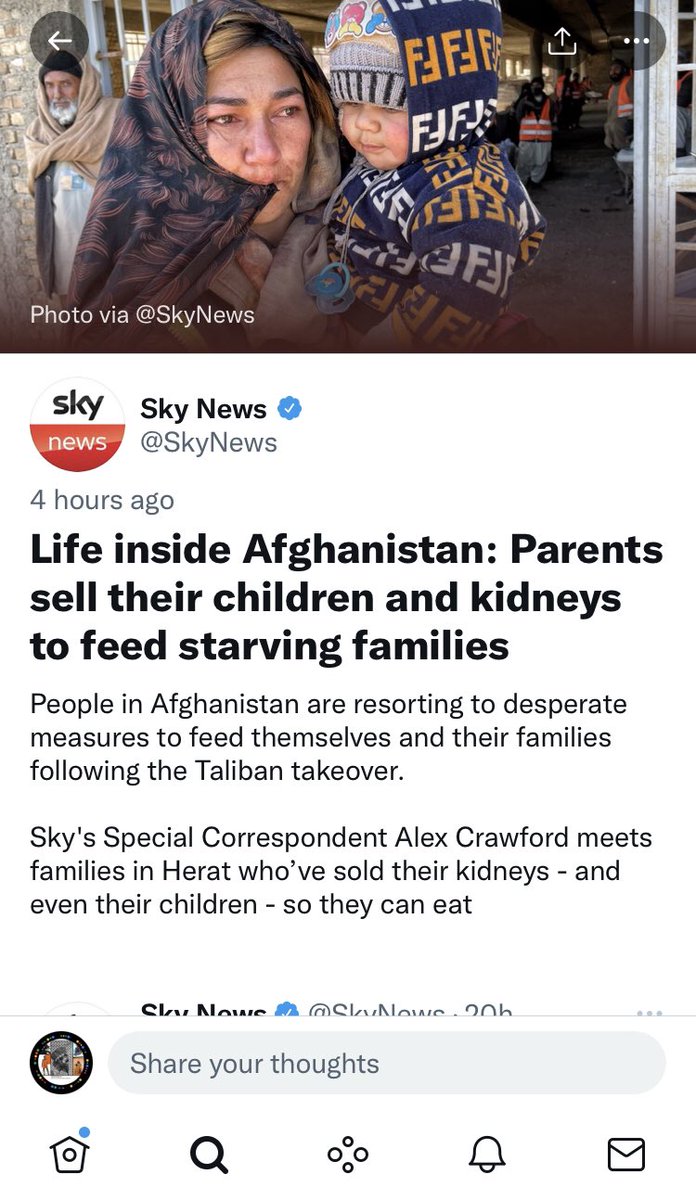 Photo via @SkyNews
sky
news
Sky News
@SkyNews
4 hours ago
Life inside Afghanistan: Parents
sell their children and kidneys
to feed starving families
People in Afghanistan are resorting to desperate
measures to feed themselves and their families
following the Taliban takeover.
Sky's Special Correspondent Alex Crawford meets
families in Herat who’ve sold their kidneys - and
even their children - so they can eat
Sky News @SkyNews · 20h
Share your thoughts